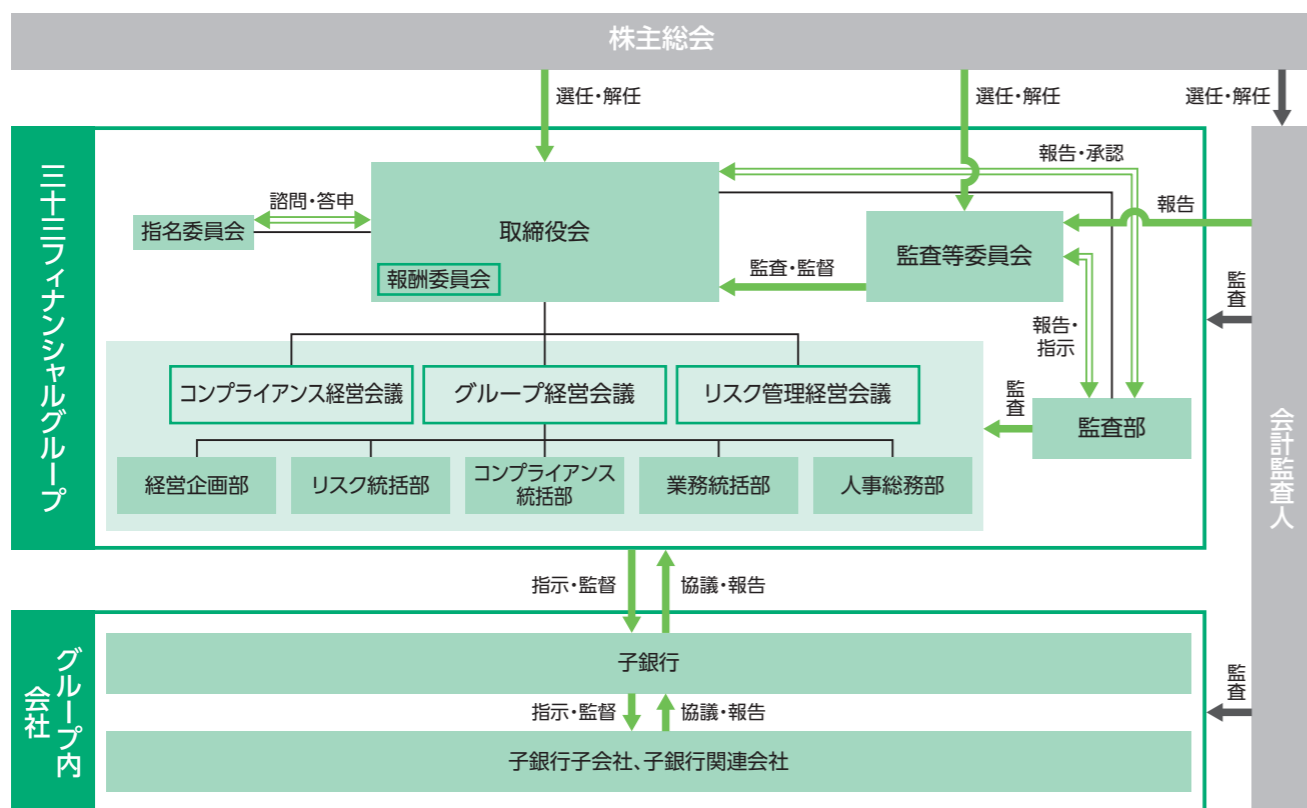 株主総会
選任・解任
選任・解任
選任・解任
三十三フィナンシャルグループ
報告・承認
諮問・答申
指名委員会
取締役会
報酬委員会
監査・監督
監査等委員会
報告
監査
報告・
指示
コンプライアンス経営会議
グループ経営会議
リスク管理経営会議
監査
監査部
会計監査人
経営企画部
リスク統括部
コンプライアンス
統括部
業務統括部
人事総務部
指示・監督
協議・報告
グループ内
会社
子銀行
監査
指示・監督
協議・報告
子銀行子会社、子銀行関連会社